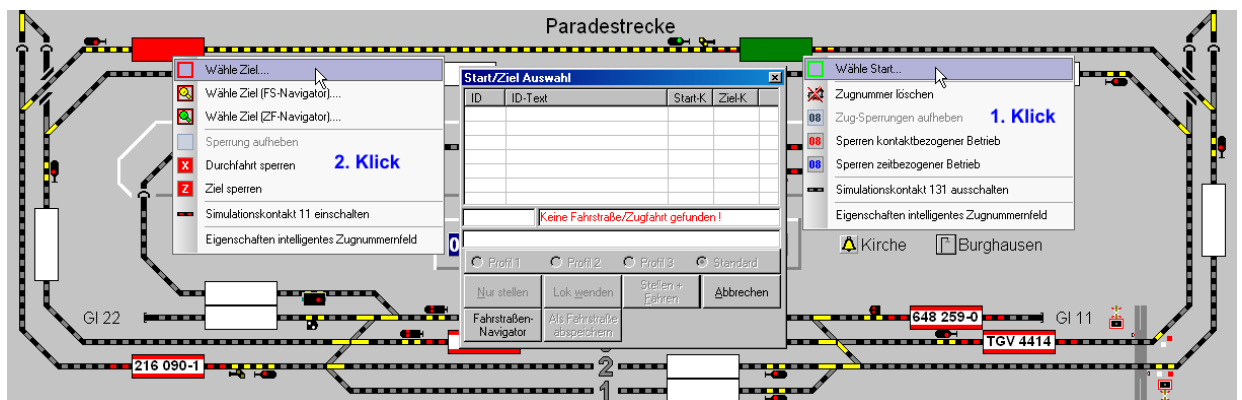 Paradestrecke
Wähle Ziel....
Wähle Ziel (FS-Navigator)....
Wähle Ziel (ZF-Navigator)....
Sperrung aufheben
X
Durchfahrt sperren
2. Klick
Z
Ziel sperren
Simulationskontakt 11 einschalten
Eigenschaften intelligentes Zugnummernfeld
Start/Ziel Auswahl
ID
ID-Text
Start-K
Ziel-K
Keine Fahrstraße/Zugfahrt gefunden !
Profil 1
Profil 2
Profil 3
Standard
Nur stellen
Lok wenden
Stellen +
Fahren
Abbrechen
Fahrstraßen-
Navigator
Als Fahrstraße
abspeichern
Wähle Start...
Zugnummer löschen
1. Klick
08
Zug-Sperrungen aufheben
08
Sperren kontaktbezogener Betrieb
08
Sperren zeitbezogener Betrieb
Simulationskontakt 131 ausschalten
Eigenschaften intelligentes Zugnummernfeld
0
Kirche
Burghausen
Gl 22
648 259-0
Gl 11
TGV 4414
216 090-1
2
1